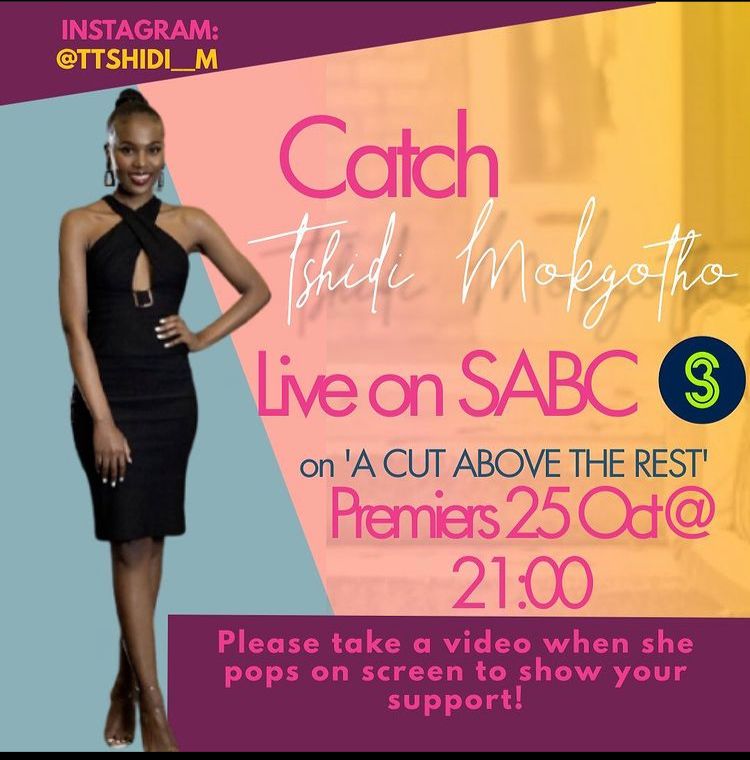 INSTAGRAM:
@TTSHIDI__M
Catch
Tshidi Mokgotho
Live on SABC 3
on 'A CUT ABOVE THE REST'
Premiers 25 Oct @
21:00
Please take a video when she
pops on screen to show your
support!